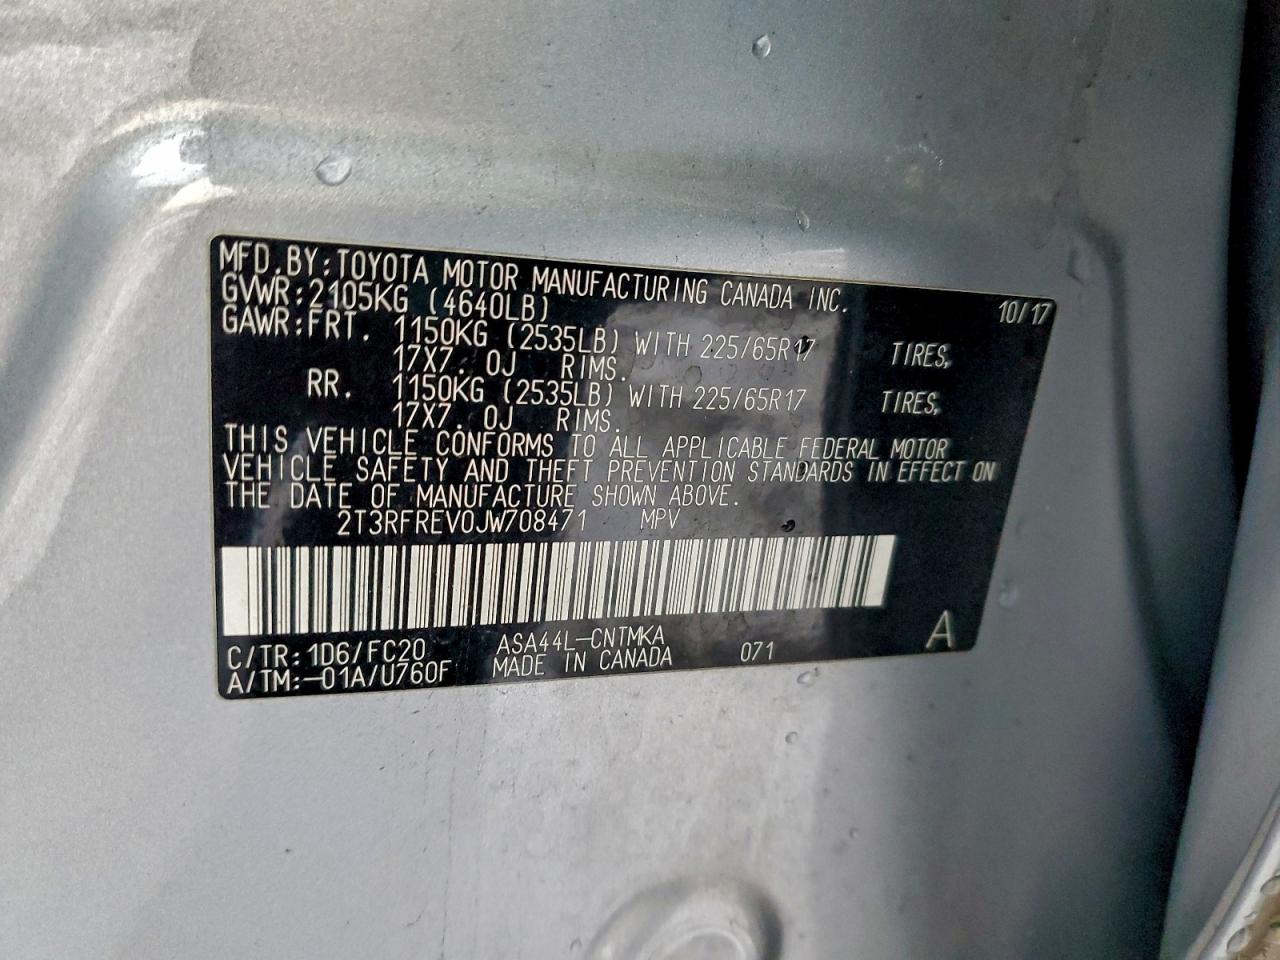 MFD.BY:TOYOTA MOTOR MANUFACTURING CANADA INC. 10/17
GVWR:2105KG (4640LB)
GAWR:FRT. 1150KG (2535LB) WITH 225/65R17 TIRES,
17X7.0J RIMS.
RR. 1150KG (2535LB) WITH 225/65R17 TIRES,
17X7.0J RIMS.
THIS VEHICLE CONFORMS TO ALL APPLICABLE FEDERAL MOTOR
VEHICLE SAFETY AND THEFT PREVENTION STANDARDS IN EFFECT ON
THE DATE OF MANUFACTURE SHOWN ABOVE.
2T3RFREV0JW708471 MPV
C/TR:1D6/FC20 ASA44L-CNTMKA 071 A
A/TM:-01A/U760F MADE IN CANADA